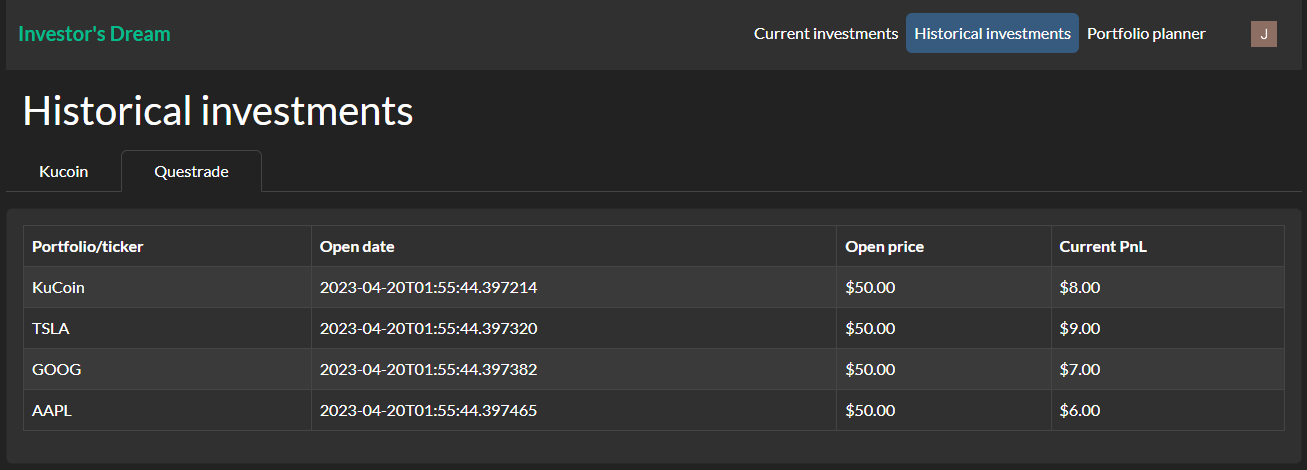 Investor's Dream Current investments Historical investments Portfolio planner J
Historical investments
Kucoin Questrade
Portfolio/ticker Open date Open price Current PnL
KuCoin 2023-04-20T01:55:44.397214 $50.00 $8.00
TSLA 2023-04-20T01:55:44.397320 $50.00 $9.00
GOOG 2023-04-20T01:55:44.397382 $50.00 $7.00
AAPL 2023-04-20T01:55:44.397465 $50.00 $6.00